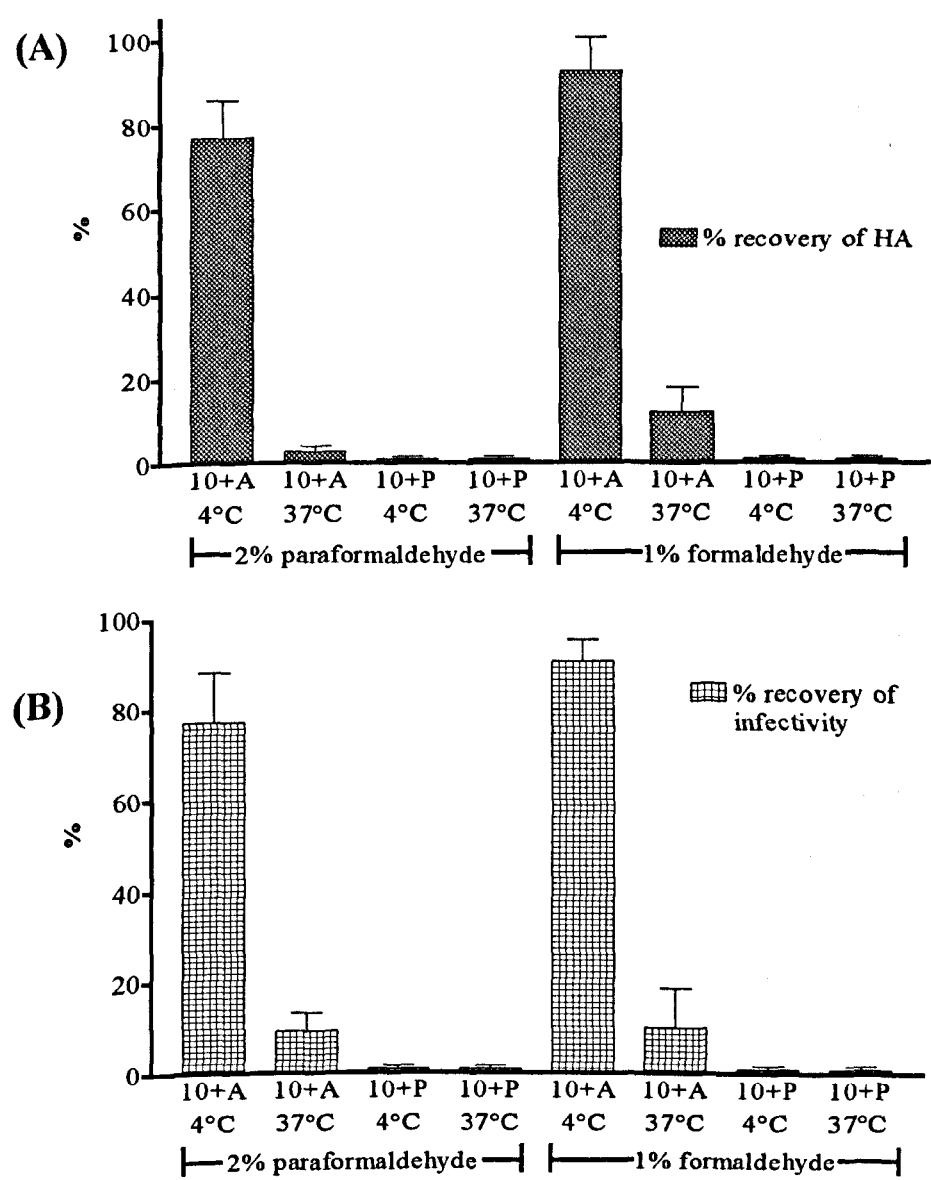 (A)
100
80
60
40
20
0
%
% recovery of HA
10+A 10+A 10+P 10+P 10+A 10+A 10+P 10+P
4°C 37°C 4°C 37°C 4°C 37°C 4°C 37°C
2% paraformaldehyde 1% formaldehyde
(B)
100
80
60
40
20
0
%
% recovery of
infectivity
10+A 10+A 10+P 10+P 10+A 10+A 10+P 10+P
4°C 37°C 4°C 37°C 4°C 37°C 4°C 37°C
2% paraformaldehyde 1% formaldehyde